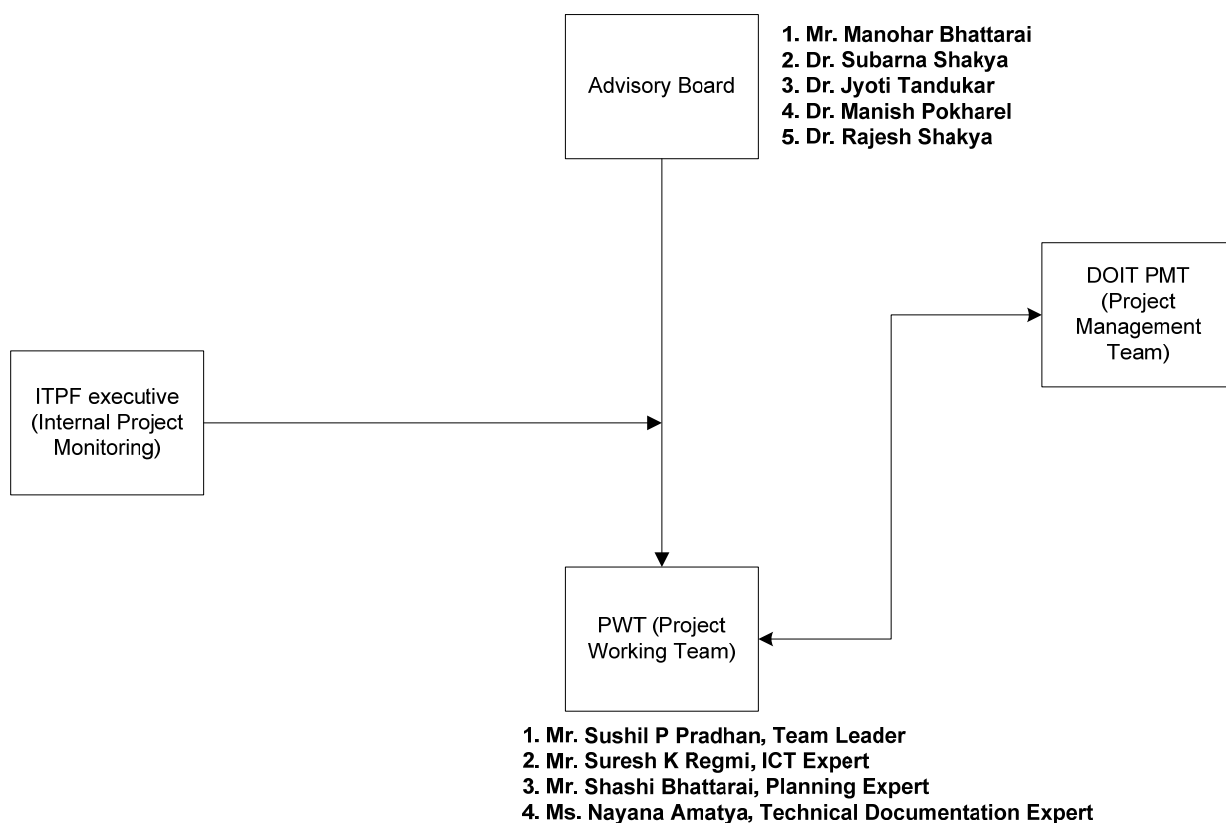 Advisory Board
1. Mr. Manohar Bhattarai
2. Dr. Subarna Shakya
3. Dr. Jyoti Tandukar
4. Dr. Manish Pokharel
5. Dr. Rajesh Shakya
DOIT PMT
(Project
Management
Team)
ITPF executive
(Internal Project
Monitoring)
PWT (Project
Working Team)
1. Mr. Sushil P Pradhan, Team Leader
2. Mr. Suresh K Regmi, ICT Expert
3. Mr. Shashi Bhattarai, Planning Expert
4. Ms. Nayana Amatya, Technical Documentation Expert